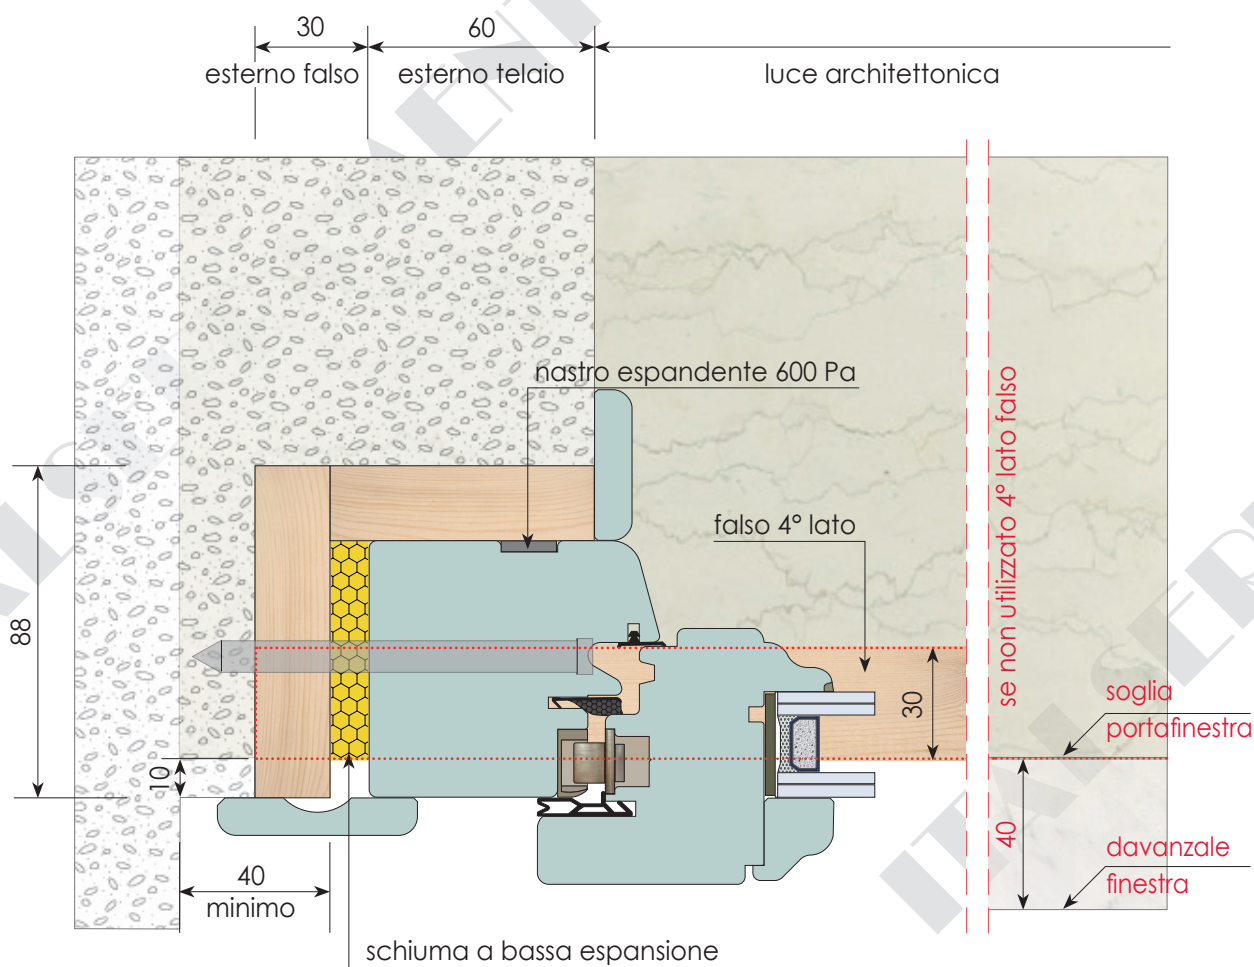 30
60
esterno falso
esterno telaio
luce architettonica
nastro espandente 600 Pa
se non utilizzato 4° lato falso
falso 4° lato
88
30
soglia
portafinestra
10
40
davanzale
finestra
40
minimo
schiuma a bassa espansione